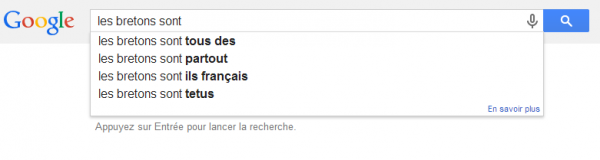 Google
les bretons sont
les bretons sont tous des
les bretons sont partout
les bretons sont ils français
les bretons sont tetus
En savoir plus
Appuyez sur Entrée pour lancer la recherche.